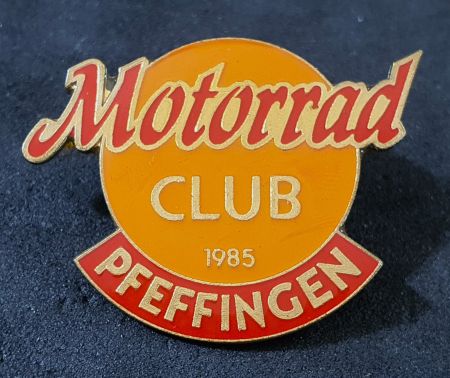 Motorrad
CLUB
1985
PFEFFINGEN